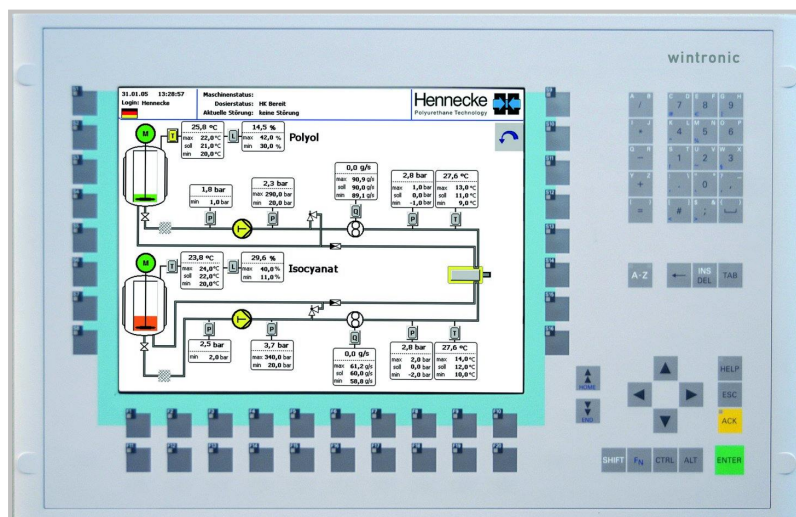 wintronic
31.01.05 13:28:57
Login: Hennecke
Maschinenstatus:
Dosierstatus: HK Bereit
Aktuelle Störung: keine Störung
Hennecke
Polyurethane Technology
M
T
25,8 °C
max 22,0°C
soll 21,0°C
min 20,0°C
L
14,5 %
max 42,0 %
min 30,0 %
Polyol
1,8 bar
min 1,0 bar
P
2,3 bar
max 290,0 bar
min 20,0 bar
P
0,0 g/s
max 90,9 g/s
soll 90,0 g/s
min 89,1 g/s
Q
2,8 bar
max 1,0 bar
soll 0,0 bar
min -1,0 bar
P
27,6 °C
max 13,0°C
soll 11,0°C
min 9,0°C
T
M
T
23,8 °C
max 24,0°C
soll 22,0°C
min 20,0°C
L
29,6 %
max 40,0 %
min 11,0 %
Isocyanat
P
2,5 bar
min 2,0 bar
P
3,7 bar
max 340,0 bar
min 20,0 bar
Q
0,0 g/s
max 61,2 g/s
sol 60,0 g/s
min 58,8 g/s
P
2,8 bar
max 2,0 bar
soll 0,0 bar
min -2,0 bar
T
27,6 °C
max 14,0°C
soll 12,0°C
min 10,0°C
/ 7 8 9
* 4 5 6
- 1 2 3
+ . 0 ,
= # ;
A-Z ← INS DEL TAB
HOME
END
HELP
ESC
ACK
SHIFT FN CTRL ALT ENTER